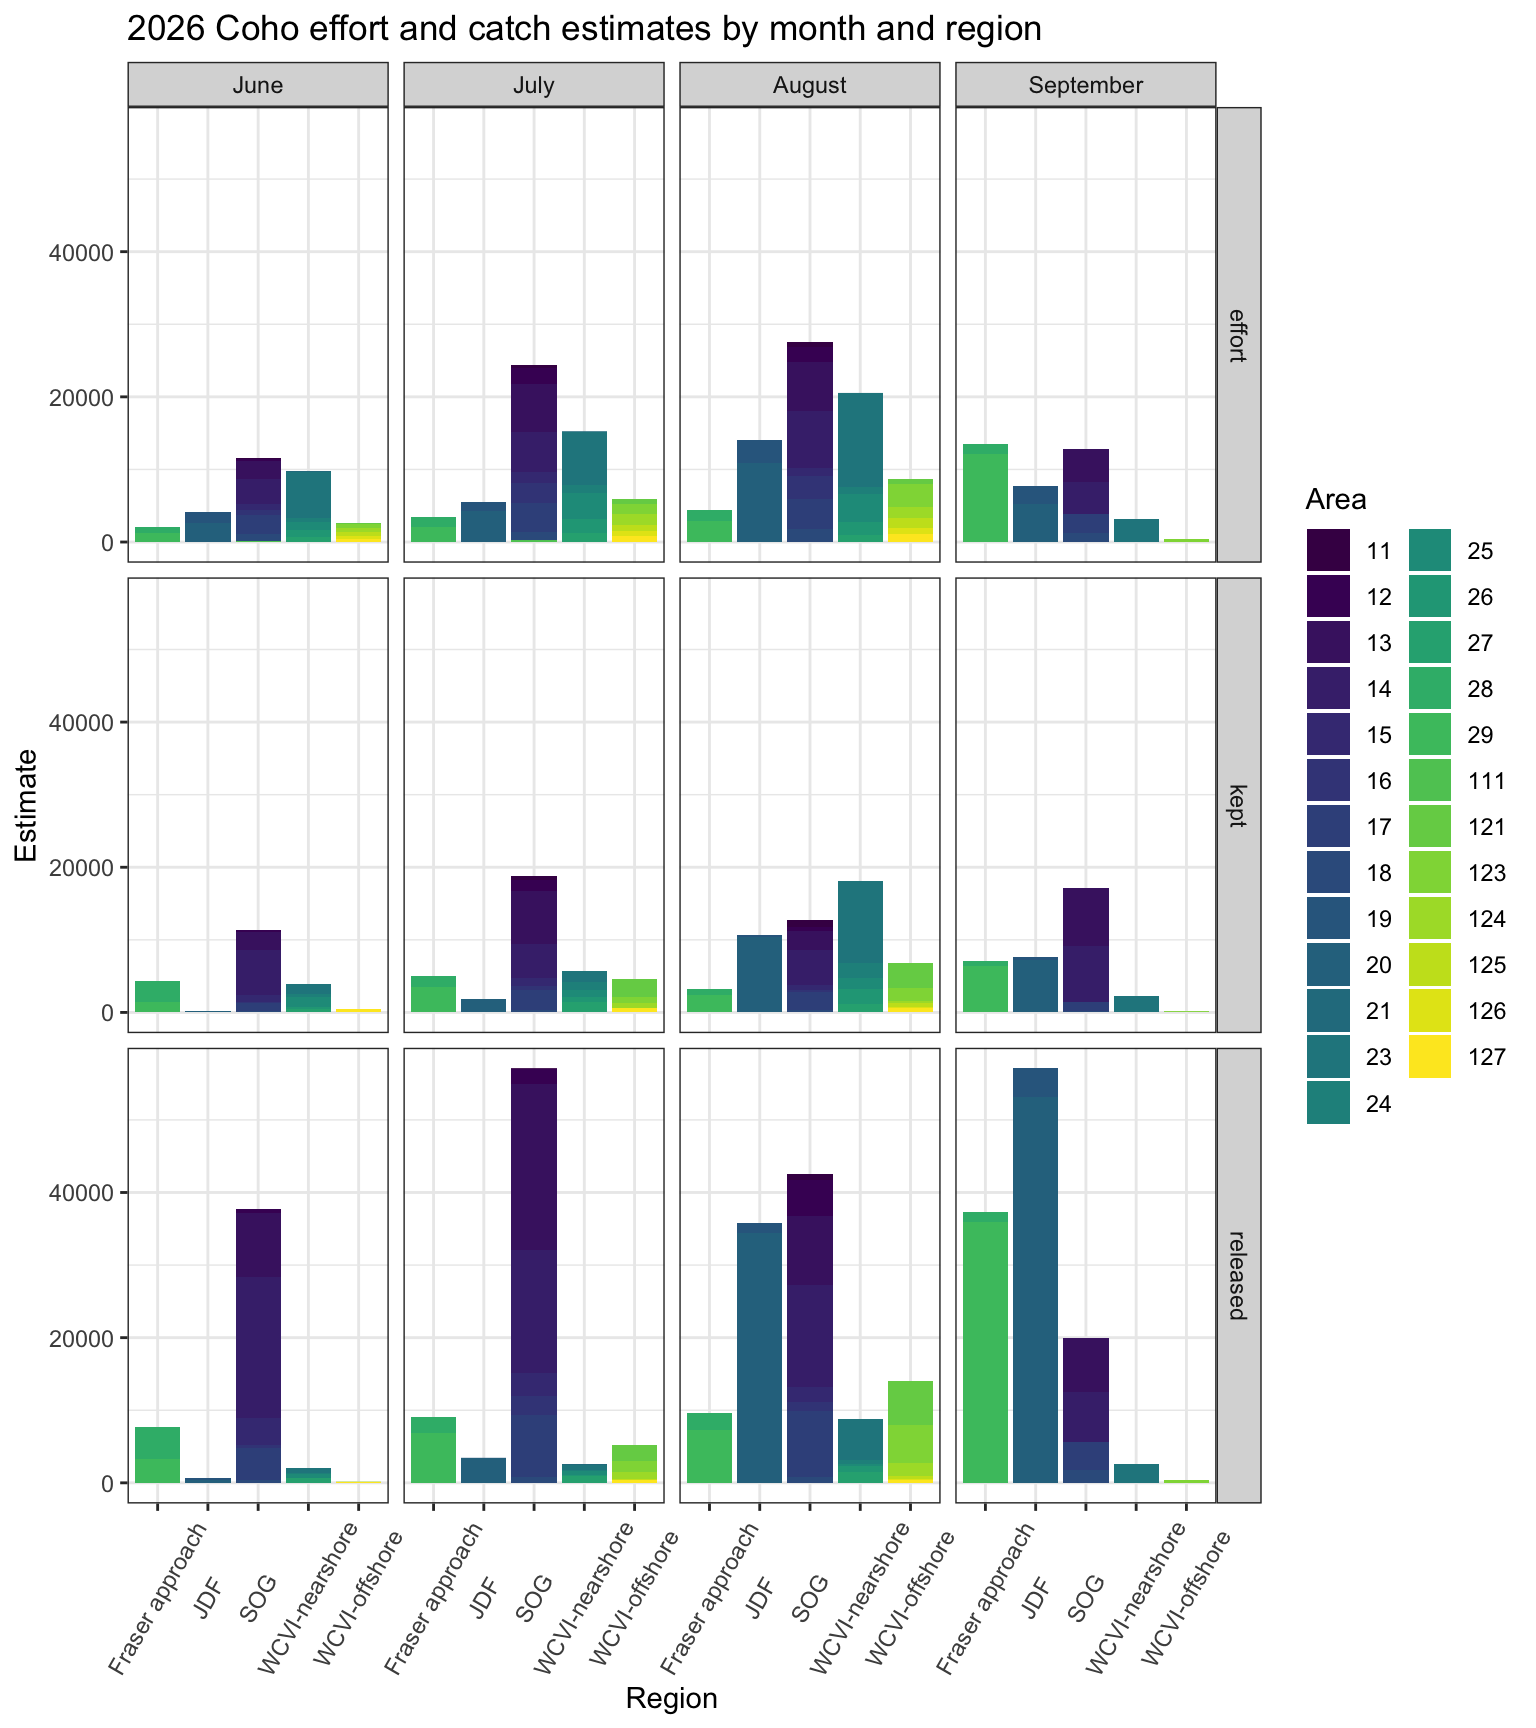 2026 Coho effort and catch estimates by month and region
June
July
August
September
effort
kept
released
Estimate
40000
20000
0
40000
20000
0
40000
20000
0
Fraser approach
JDF
SOG
WCVI-nearshore
WCVI-offshore
Fraser approach
JDF
SOG
WCVI-nearshore
WCVI-offshore
Fraser approach
JDF
SOG
WCVI-nearshore
WCVI-offshore
Fraser approach
JDF
SOG
WCVI-nearshore
WCVI-offshore
Region
Area
11
12
13
14
15
16
17
18
19
20
21
23
24
25
26
27
28
29
111
121
123
124
125
126
127